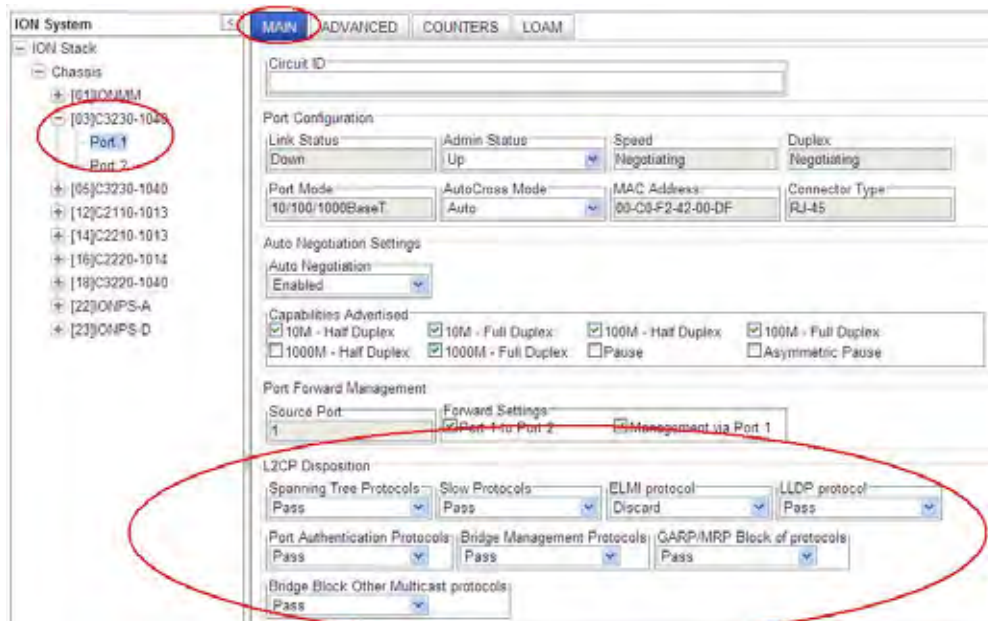 ION System
ION Stack
Chassis
[01]IONMM
[03]C3230-1040
Port 1
Port 2
[05]C3230-1040
[12]C2110-1013
[14]C2210-1013
[16]C2220-1014
[18]C3220-1040
[22]IONPS-A
[23]IONPS-D
MAIN ADVANCED COUNTERS LOAM
Circuit ID
Port Configuration
Link Status Admin Status Speed Duplex
Down Up Negotiating Negotiating
Port Mode AutoCross Mode MAC Address Connector Type
10/100/1000BaseT Auto 00-C0-F2-42-00-DF RJ-45
Auto Negotiation Settings
Auto Negotiation
Enabled
Capabilities Advertised
10M - Half Duplex 10M - Full Duplex 100M - Half Duplex 100M - Full Duplex
1000M - Half Duplex 1000M - Full Duplex Pause Asymmetric Pause
Port Forward Management
Source Port Forward Settings
1 Port 1 to Port 2 Management via Port 1
L2CP Disposition
Spanning Tree Protocols Slow Protocols ELMI protocol LLDP protocol
Pass Pass Discard Pass
Port Authentication Protocols Bridge Management Protocols GARP/MRP Block of protocols
Pass Pass Pass
Bridge Block Other Multicast protocols
Pass